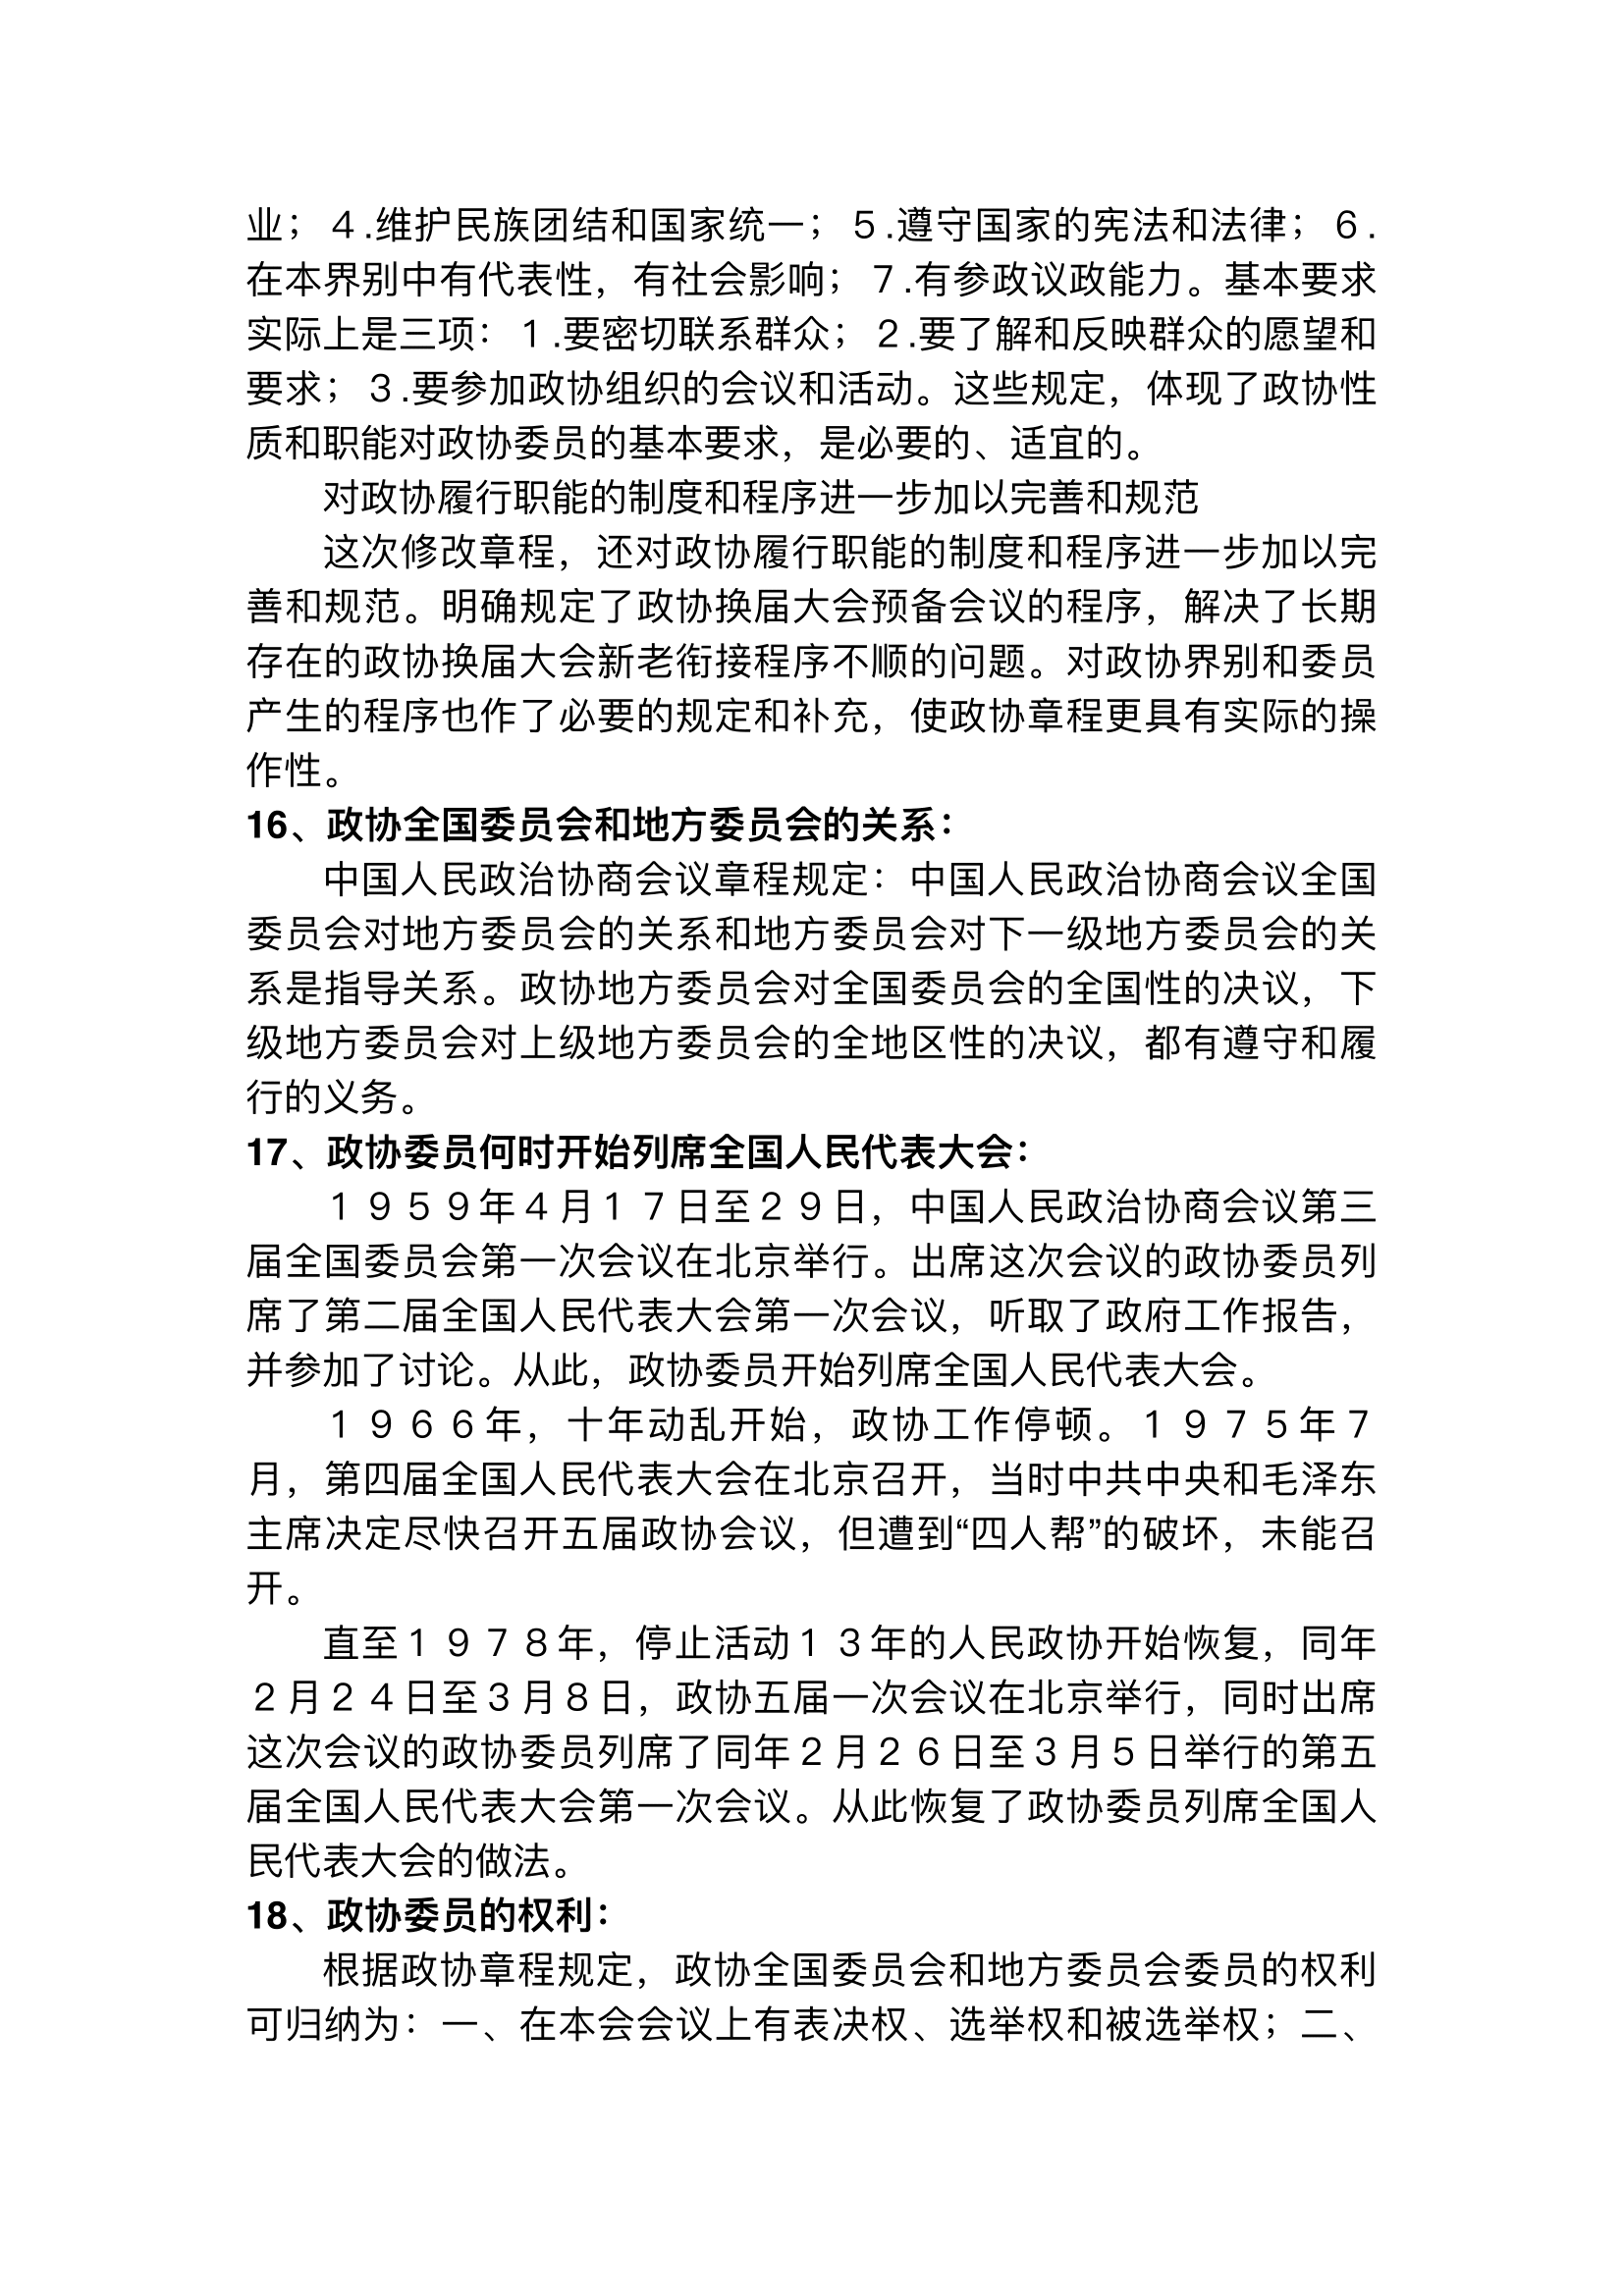 业；４.维护民族团结和国家统一；５.遵守国家的宪法和法律；６.
在本界别中有代表性，有社会影响；７.有参政议政能力。基本要求
实际上是三项：１.要密切联系群众；２.要了解和反映群众的愿望和
要求；３.要参加政协组织的会议和活动。这些规定，体现了政协性
质和职能对政协委员的基本要求，是必要的、适宜的。
对政协履行职能的制度和程序进一步加以完善和规范
这次修改章程，还对政协履行职能的制度和程序进一步加以完
善和规范。明确规定了政协换届大会预备会议的程序，解决了长期
存在的政协换届大会新老衔接程序不顺的问题。对政协界别和委员
产生的程序也作了必要的规定和补充，使政协章程更具有实际的操
作性。
16、政协全国委员会和地方委员会的关系：
中国人民政治协商会议章程规定：中国人民政治协商会议全国
委员会对地方委员会的关系和地方委员会对下一级地方委员会的关
系是指导关系。政协地方委员会对全国委员会的全国性的决议，下
级地方委员会对上级地方委员会的全地区性的决议，都有遵守和履
行的义务。
17、政协委员何时开始列席全国人民代表大会：
１９５９年４月１７日至２９日，中国人民政治协商会议第三
届全国委员会第一次会议在北京举行。出席这次会议的政协委员列
席了第二届全国人民代表大会第一次会议，听取了政府工作报告，
并参加了讨论。从此，政协委员开始列席全国人民代表大会。
１９６６年，十年动乱开始，政协工作停顿。１９７５年７
月，第四届全国人民代表大会在北京召开，当时中共中央和毛泽东
主席决定尽快召开五届政协会议，但遭到“四人帮”的破坏，未能召
开。
直至１９７８年，停止活动１３年的人民政协开始恢复，同年
２月２４日至３月８日，政协五届一次会议在北京举行，同时出席
这次会议的政协委员列席了同年２月２６日至３月５日举行的第五
届全国人民代表大会第一次会议。从此恢复了政协委员列席全国人
民代表大会的做法。
18、政协委员的权利：
根据政协章程规定，政协全国委员会和地方委员会委员的权利
可归纳为：一、在本会会议上有表决权、选举权和被选举权；二、